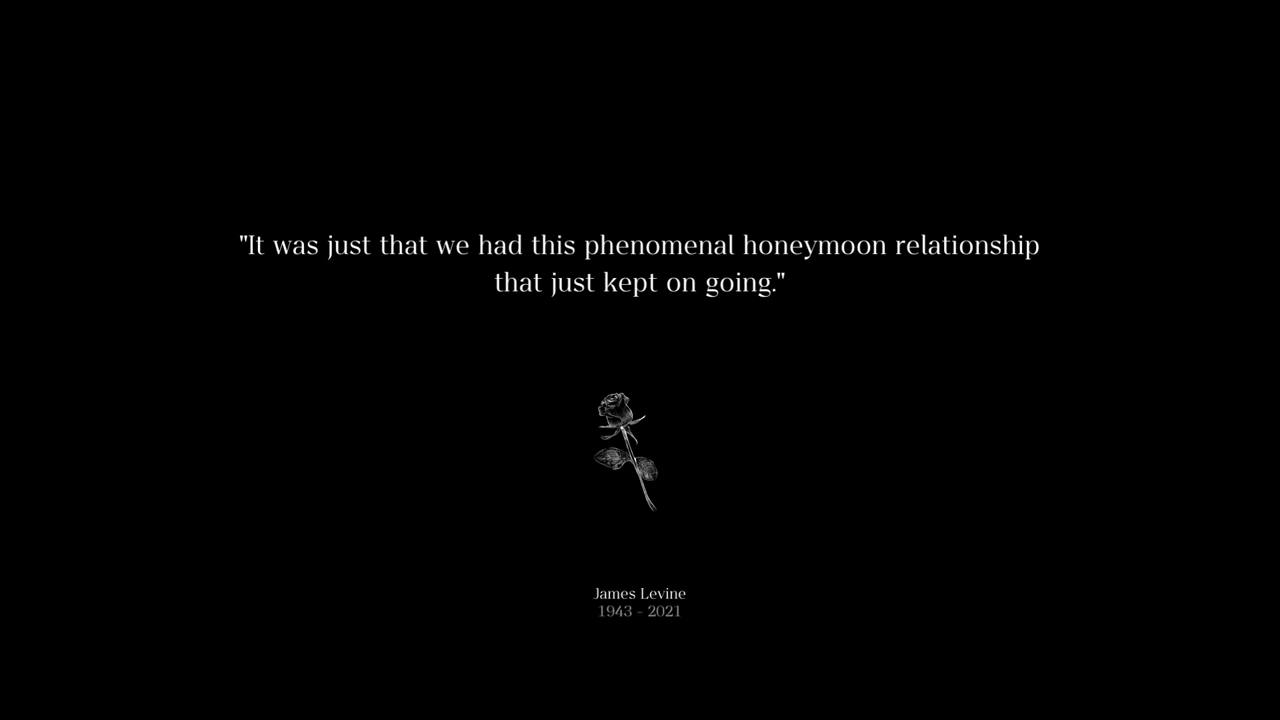 "It was just that we had this phenomenal honeymoon relationship
that just kept on going."
James Levine
1943 - 2021